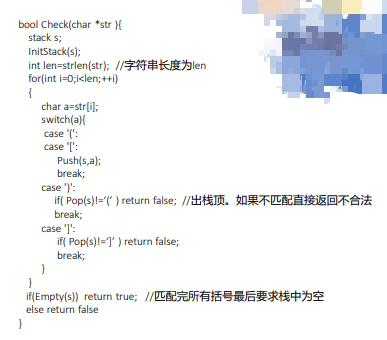 bool Check(char *str ){
stack s;
InitStack(s);
int len=strlen(str); //字符串长度为len
for(int i=0;i<len;++i)
{
char a=str[i];
switch(a){
case '(':
case '[':
Push(s,a);
break;
case ')':
if( Pop(s)!=‘(’ ) return false; //出栈顶。如果不匹配直接返回不合法
break;
case ']':
if( Pop(s)!=‘]’ ) return false;
break;
}
}
if(Empty(s)) return true; //匹配完所有括号最后要求栈中为空
else return false
}